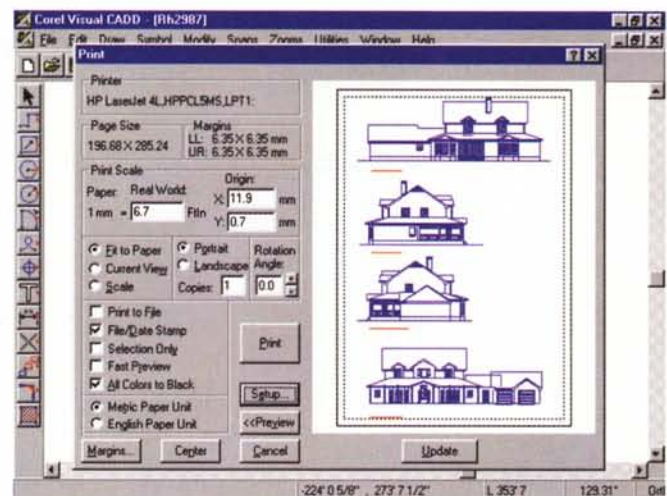 Corel Visual CADD - [Rh2987]
File Edit Draw Symbol Modify Snaps Zooms Utilities Window Help
Print
Printer
HP LaserJet 4L,HPPCL5MS,LPT1:
Page Size
196.68 X 285.24
Margins
LL: 6.35 X 6.35 mm
UR: 6.35 X 6.35 mm
Print Scale
Paper: Real World:
1 mm = 6.7 FtIn
Origin:
X: 11.9 mm
Y: 0.7 mm
Fit to Paper
Current View
Scale
Portrait
Landscape
Copies: 1
Rotation
Angle:
0.0
Print to File
File/Date Stamp
Selection Only
Fast Preview
All Colors to Black
Metric Paper Unit
English Paper Unit
Print
Setup...
<<Preview
Margins...
Center
Cancel
Update
-224' 0 5/8" , 273' 7 1/2" L 353'7 129.31°